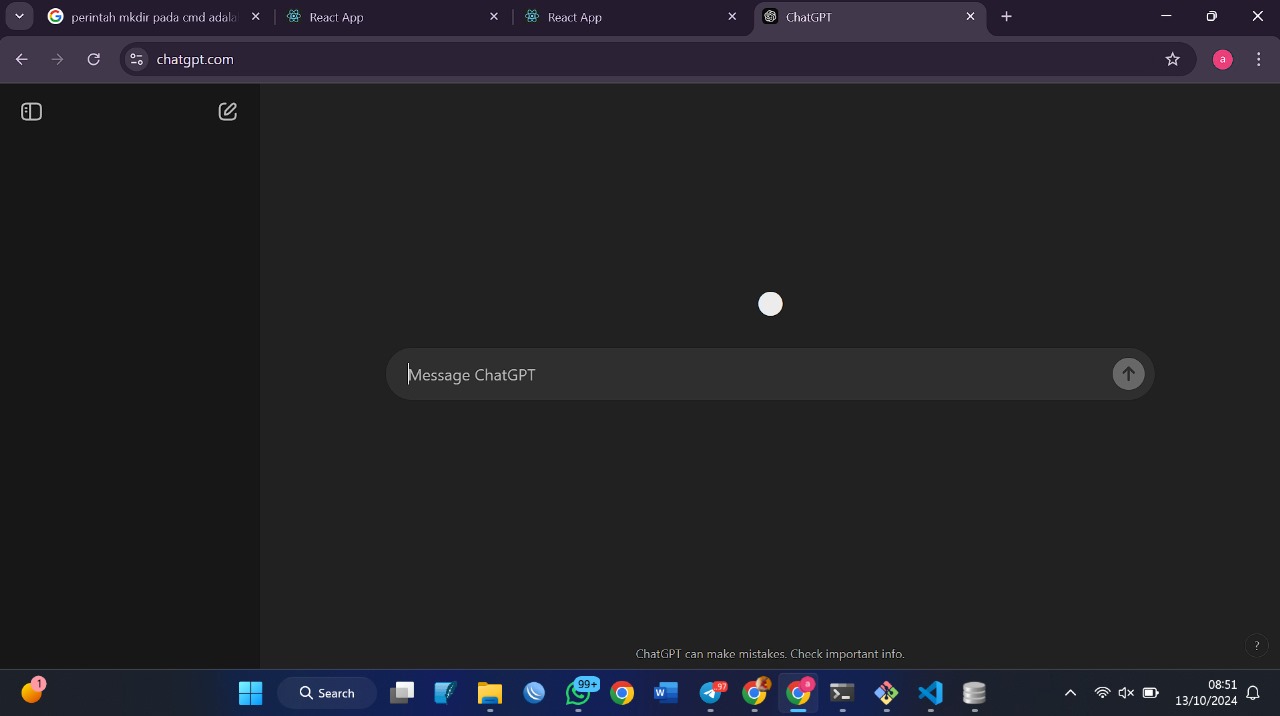 perintah mkdir pada cmd adala
React App
React App
ChatGPT
chatgpt.com
a
Message ChatGPT
ChatGPT can make mistakes. Check important info.
?
1
Search
99+
W
97
a
08:51
13/10/2024